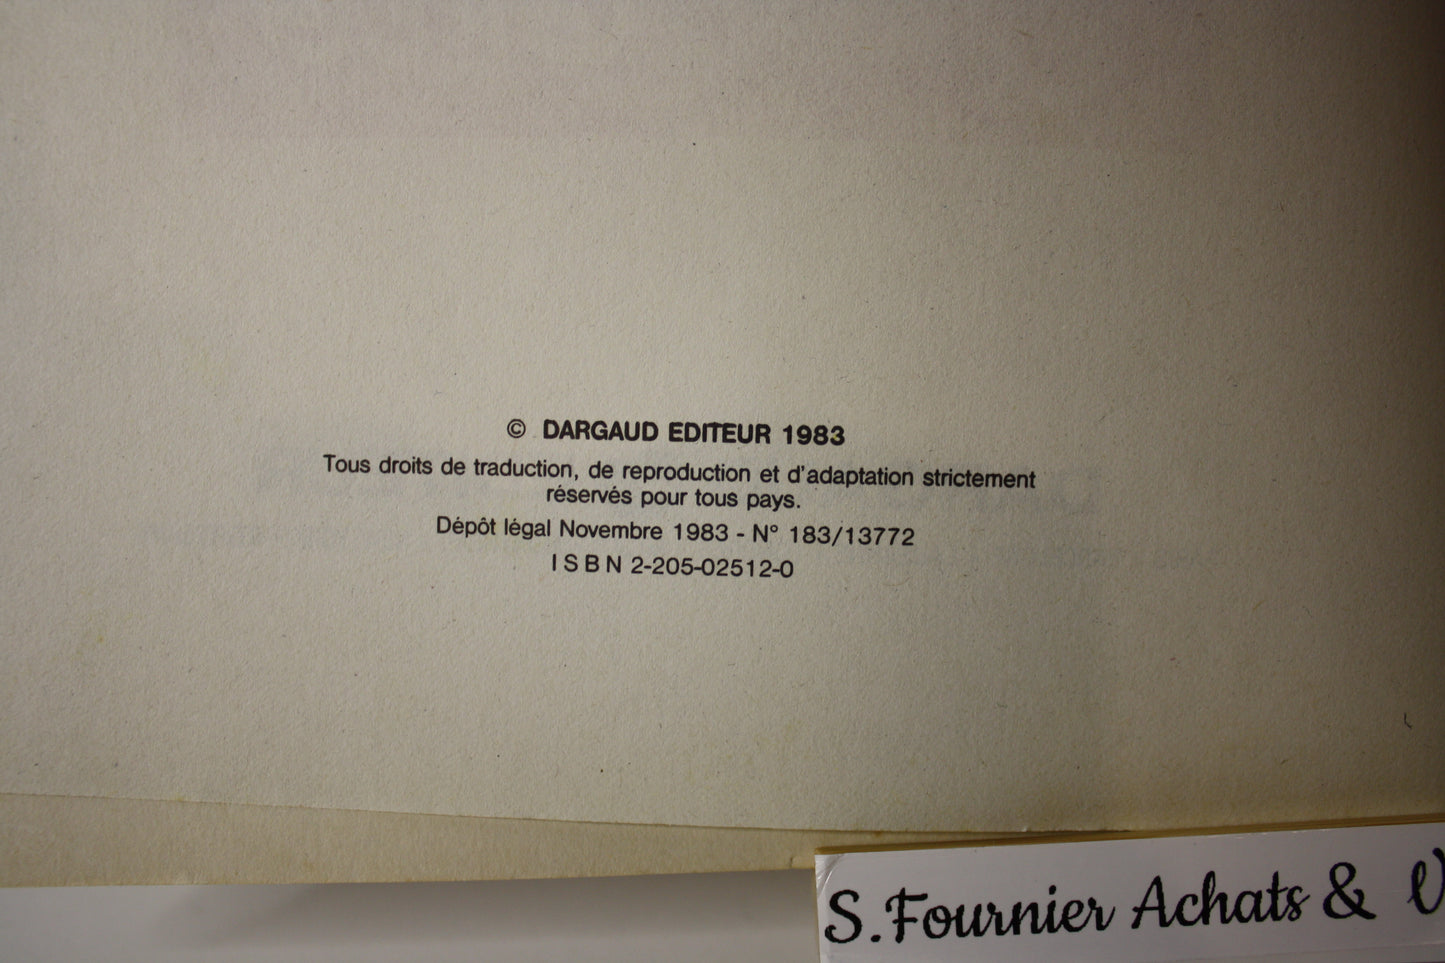 © DARGAUD EDITEUR 1983
Tous droits de traduction, de reproduction et d'adaptation strictement
réservés pour tous pays.
Dépôt légal Novembre 1983 - N° 183/13772
ISBN 2-205-02512-0
S.Fournier Achats &